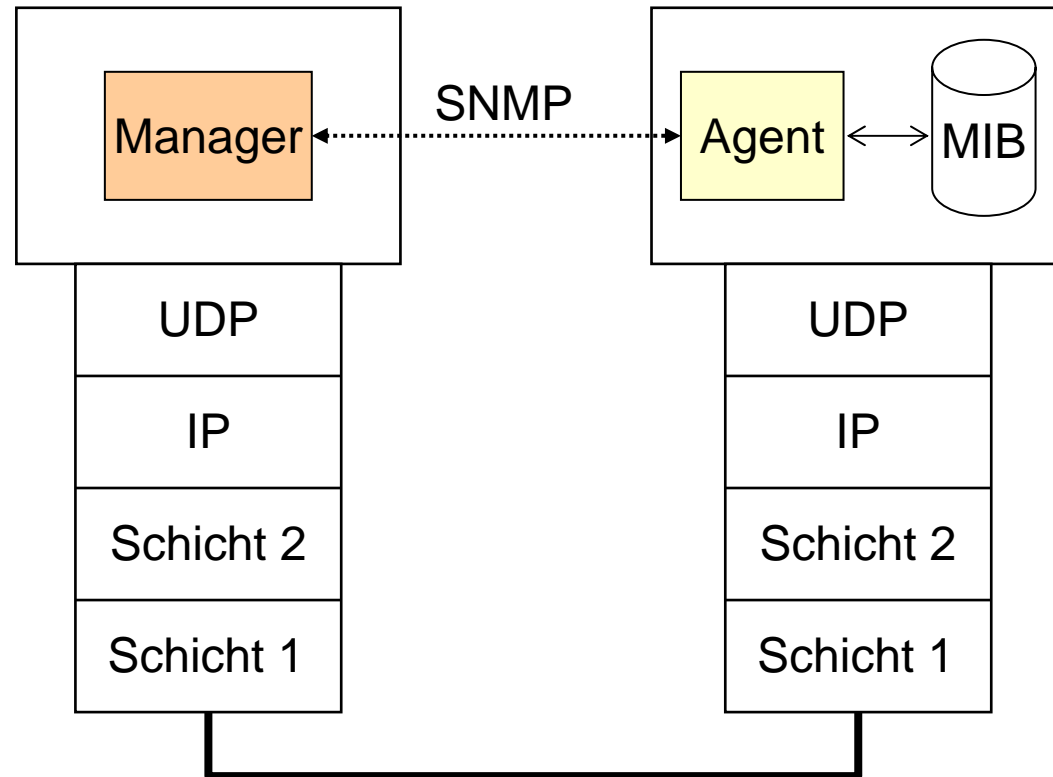 SNMP
Manager
Agent
MIB
UDP
UDP
IP
IP
Schicht 2
Schicht 2
Schicht 1
Schicht 1